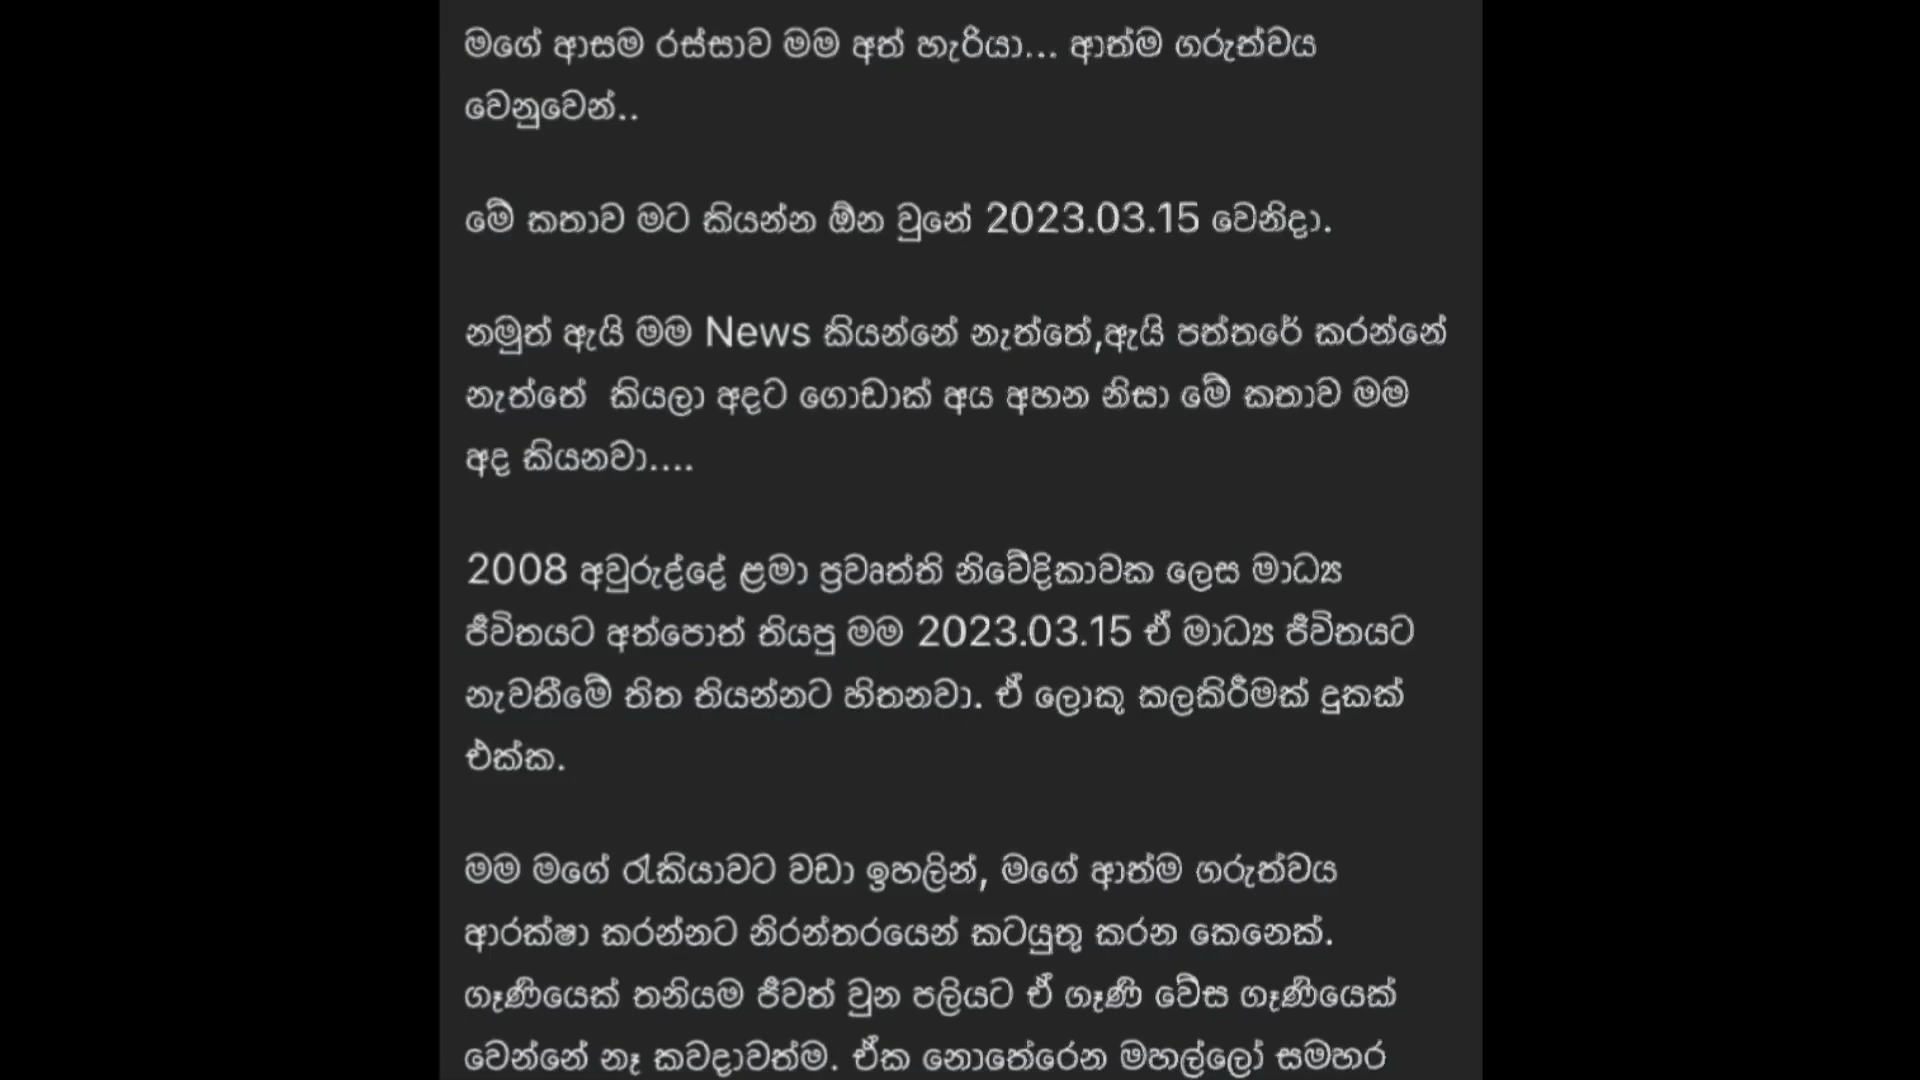 මගේ ආසම රස්සාව මම අත් හැරියා... ආත්ම ගරුත්වය
වෙනුවෙන්..
මේ කතාව මට කියන්න ඕන වුනේ 2023.03.15 වෙනිදා.
නමුත් ඇයි මම News කියන්නේ නැත්තේ,ඇයි පත්තරේ කරන්නේ
නැත්තේ  කියලා අදට ගොඩාක් අය අහන නිසා මේ කතාව මම
අද කියනවා....
2008 අවුරුද්දේ ළමා ප්‍රවෘත්ති නිවේදිකාවක ලෙස මාධ්‍ය
ජීවිතයට අත්පොත් තියපු මම 2023.03.15 ඒ මාධ්‍ය ජීවිතයට
නැවතීමේ තිත තියන්නට හිතනවා. ඒ ලොකු කලකිරීමක් දුකක්
එක්ක.
මම මගේ රැකියාවට වඩා ඉහලින්, මගේ ආත්ම ගරුත්වය
ආරක්ෂා කරන්නට නිරන්තරයෙන් කටයුතු කරන කෙනෙක්.
ගෑණියෙක් තනියම ජීවත් වුන පලියට ඒ ගෑණි වේස ගෑණියෙක්
වෙන්නේ නෑ කවදාවත්ම. ඒක නොතේරෙන මහල්ලෝ සමහර